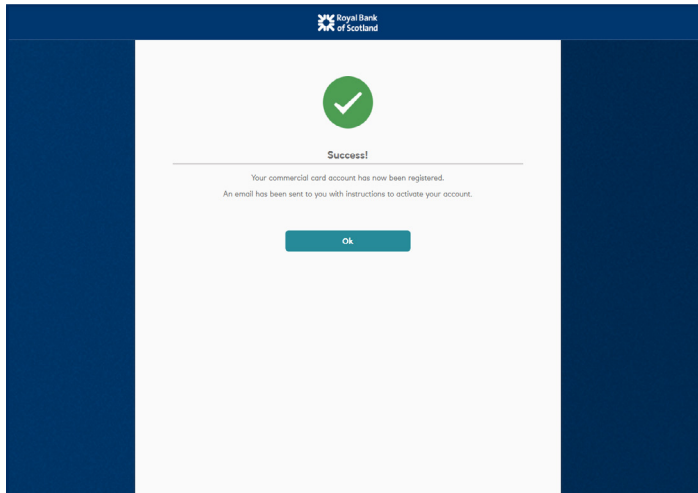 Royal Bank
of Scotland
Success!
Your commercial card account has now been registered.
An email has been sent to you with instructions to activate your account.
Ok